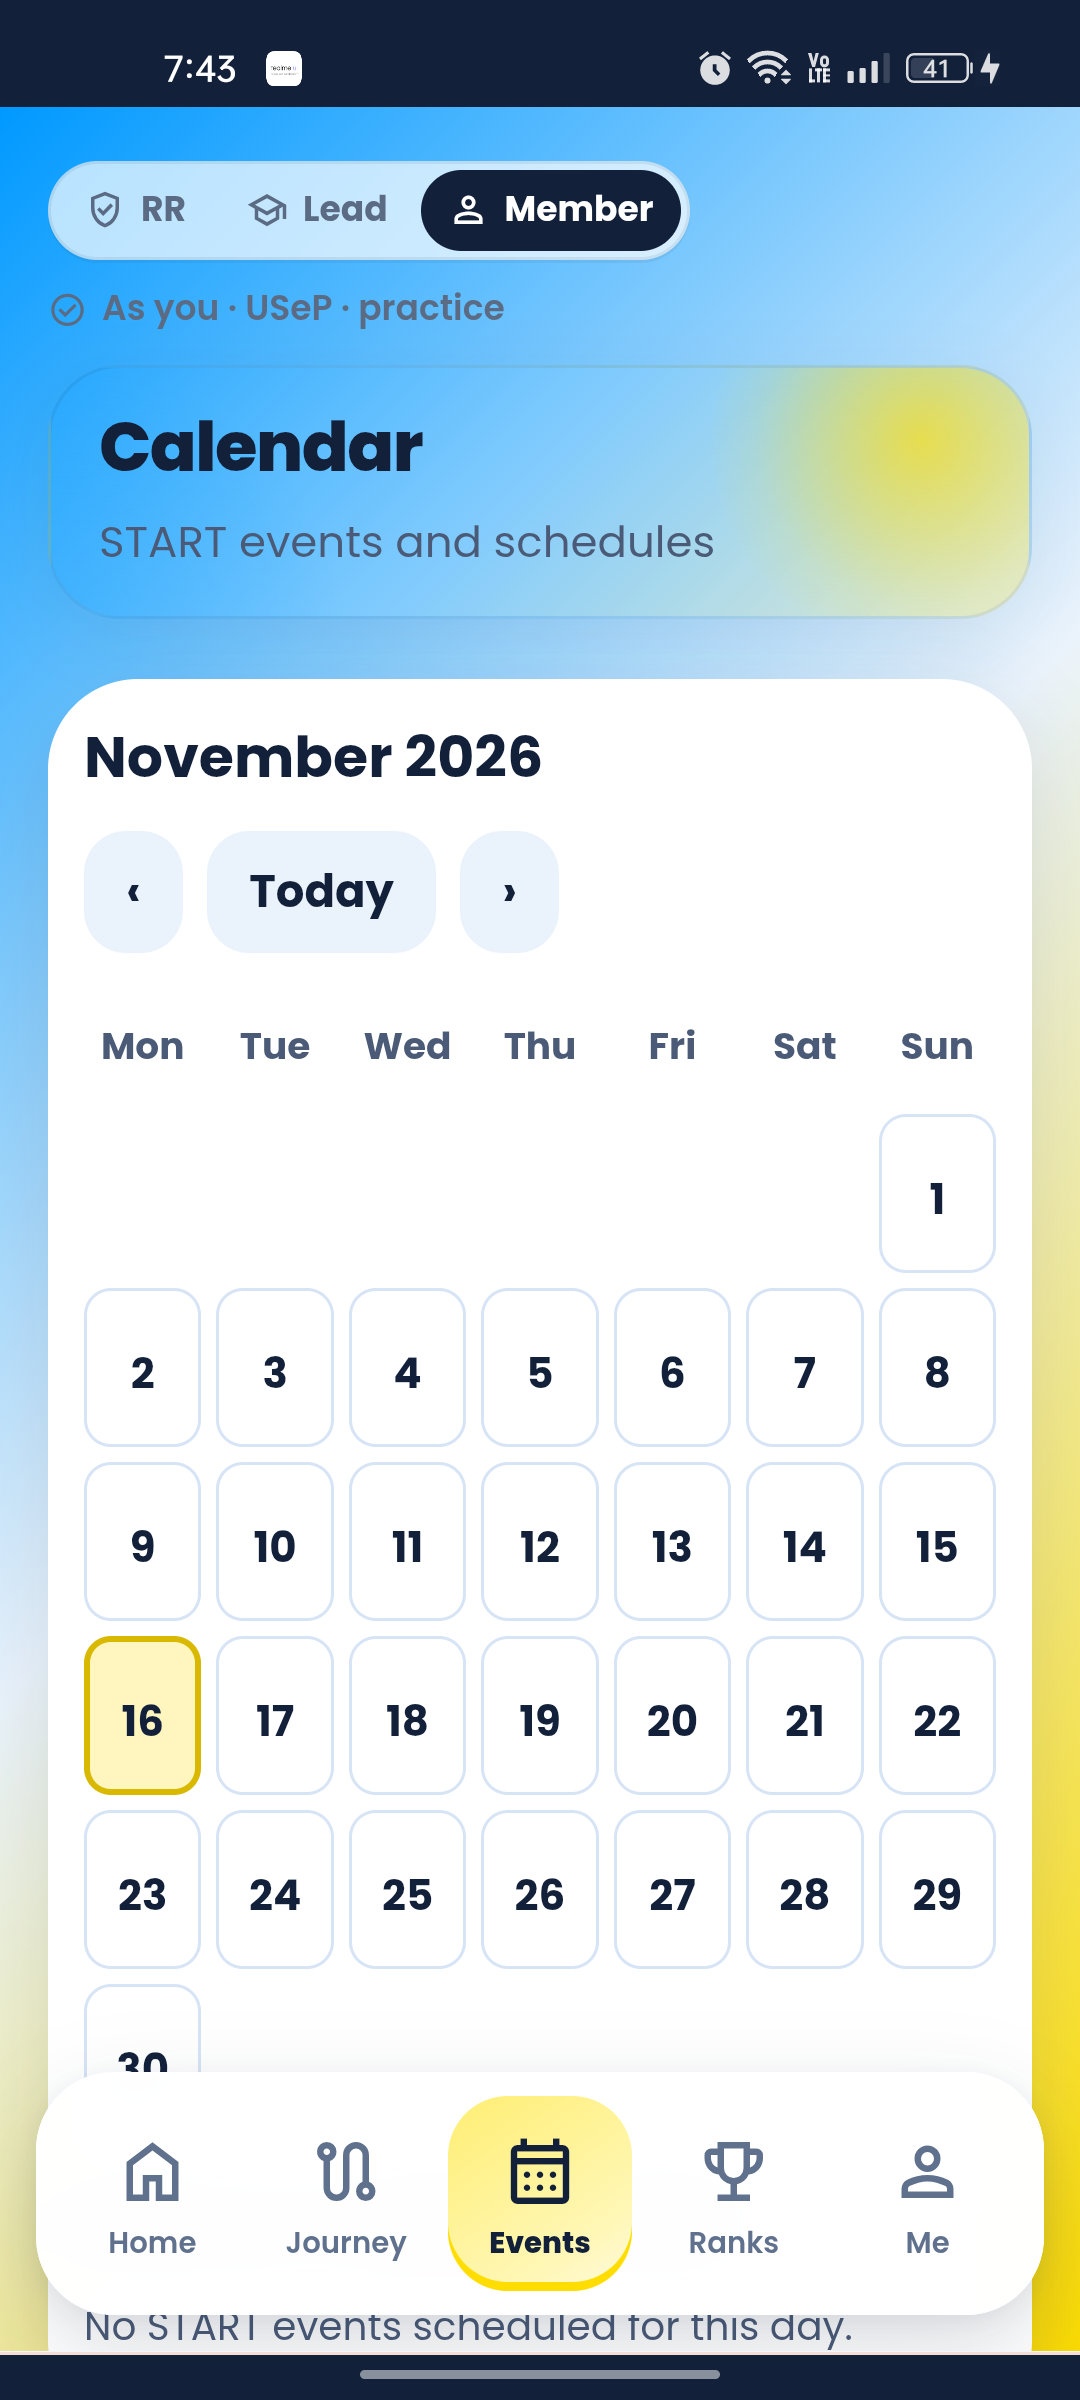 7:43
Vo LTE
41
RR Lead Member
As you · USeP · practice
Calendar
START events and schedules
November 2026
‹ Today ›
Mon Tue Wed Thu Fri Sat Sun
1
2 3 4 5 6 7 8
9 10 11 12 13 14 15
16 17 18 19 20 21 22
23 24 25 26 27 28 29
30
Home Journey Events Ranks Me
No START events scheduled for this day.